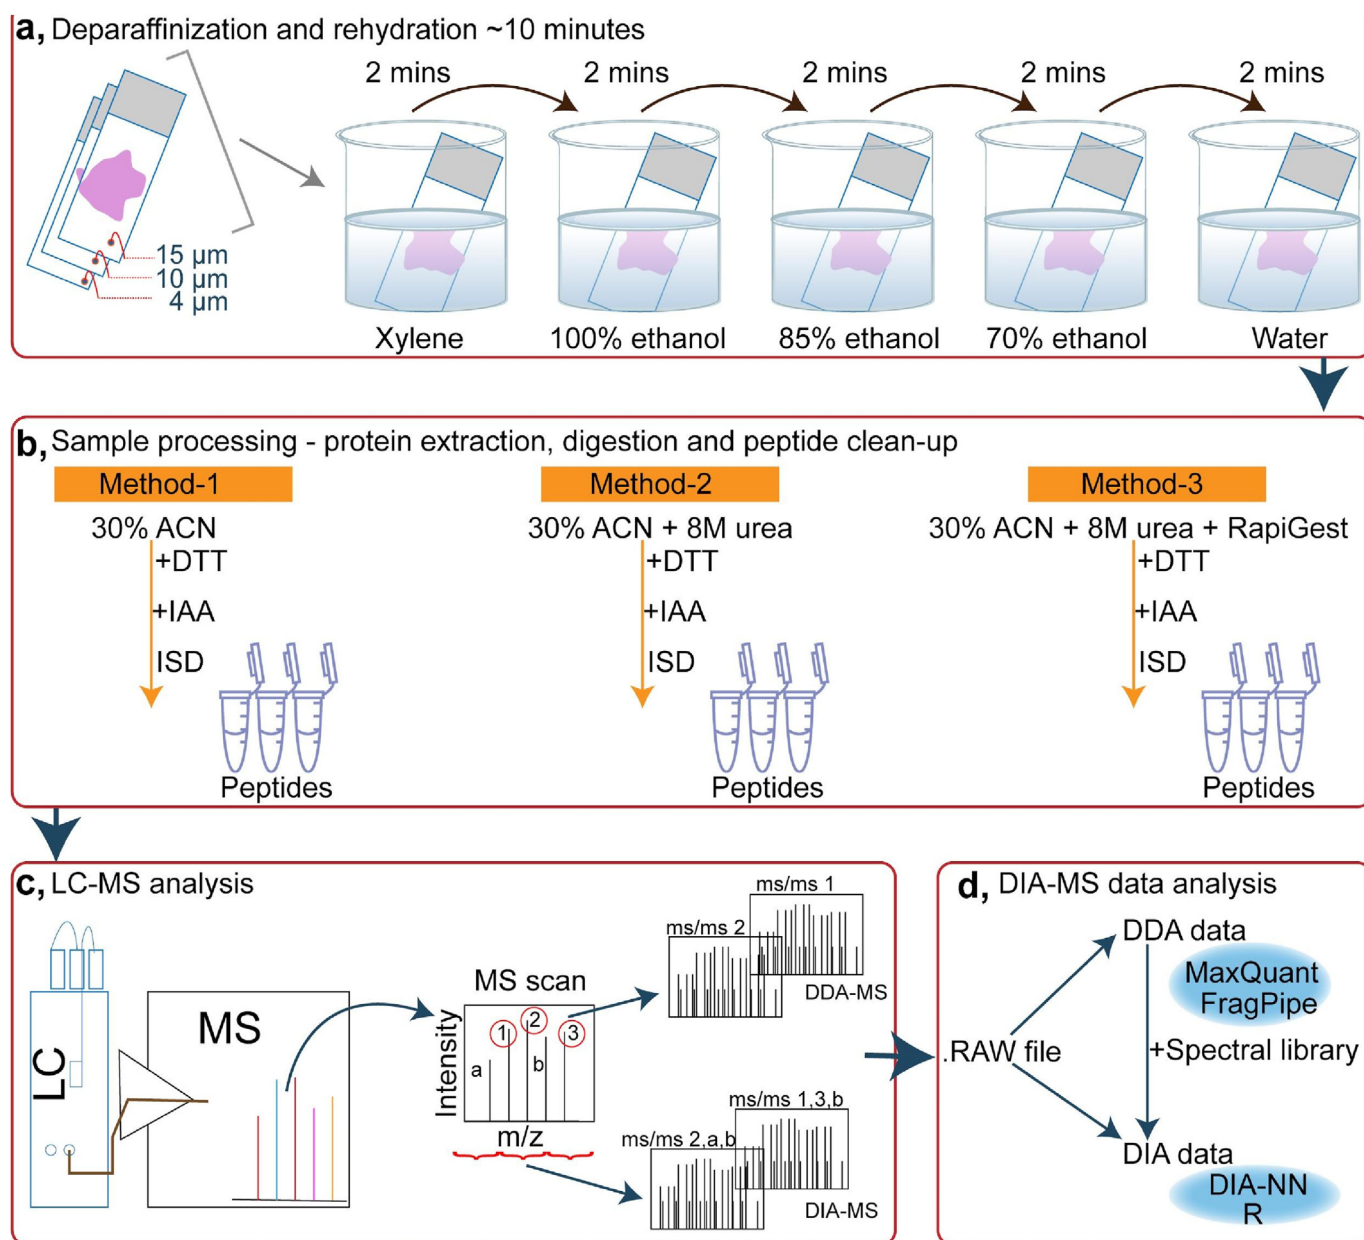 a, Deparaffinization and rehydration ~10 minutes
2 mins 2 mins 2 mins 2 mins 2 mins
15 µm
10 µm
4 µm
Xylene 100% ethanol 85% ethanol 70% ethanol Water
b, Sample processing - protein extraction, digestion and peptide clean-up
Method-1 Method-2 Method-3
30% ACN 30% ACN + 8M urea 30% ACN + 8M urea + RapiGest
+DTT +DTT +DTT
+IAA +IAA +IAA
ISD ISD ISD
Peptides Peptides Peptides
c, LC-MS analysis
LC
MS
MS scan
Intensity
a 1 2 b 3
m/z
ms/ms 1
ms/ms 2
DDA-MS
ms/ms 1,3,b
ms/ms 2,a,b
DIA-MS
d, DIA-MS data analysis
DDA data
MaxQuant
FragPipe
.RAW file
+Spectral library
DIA data
DIA-NN
R